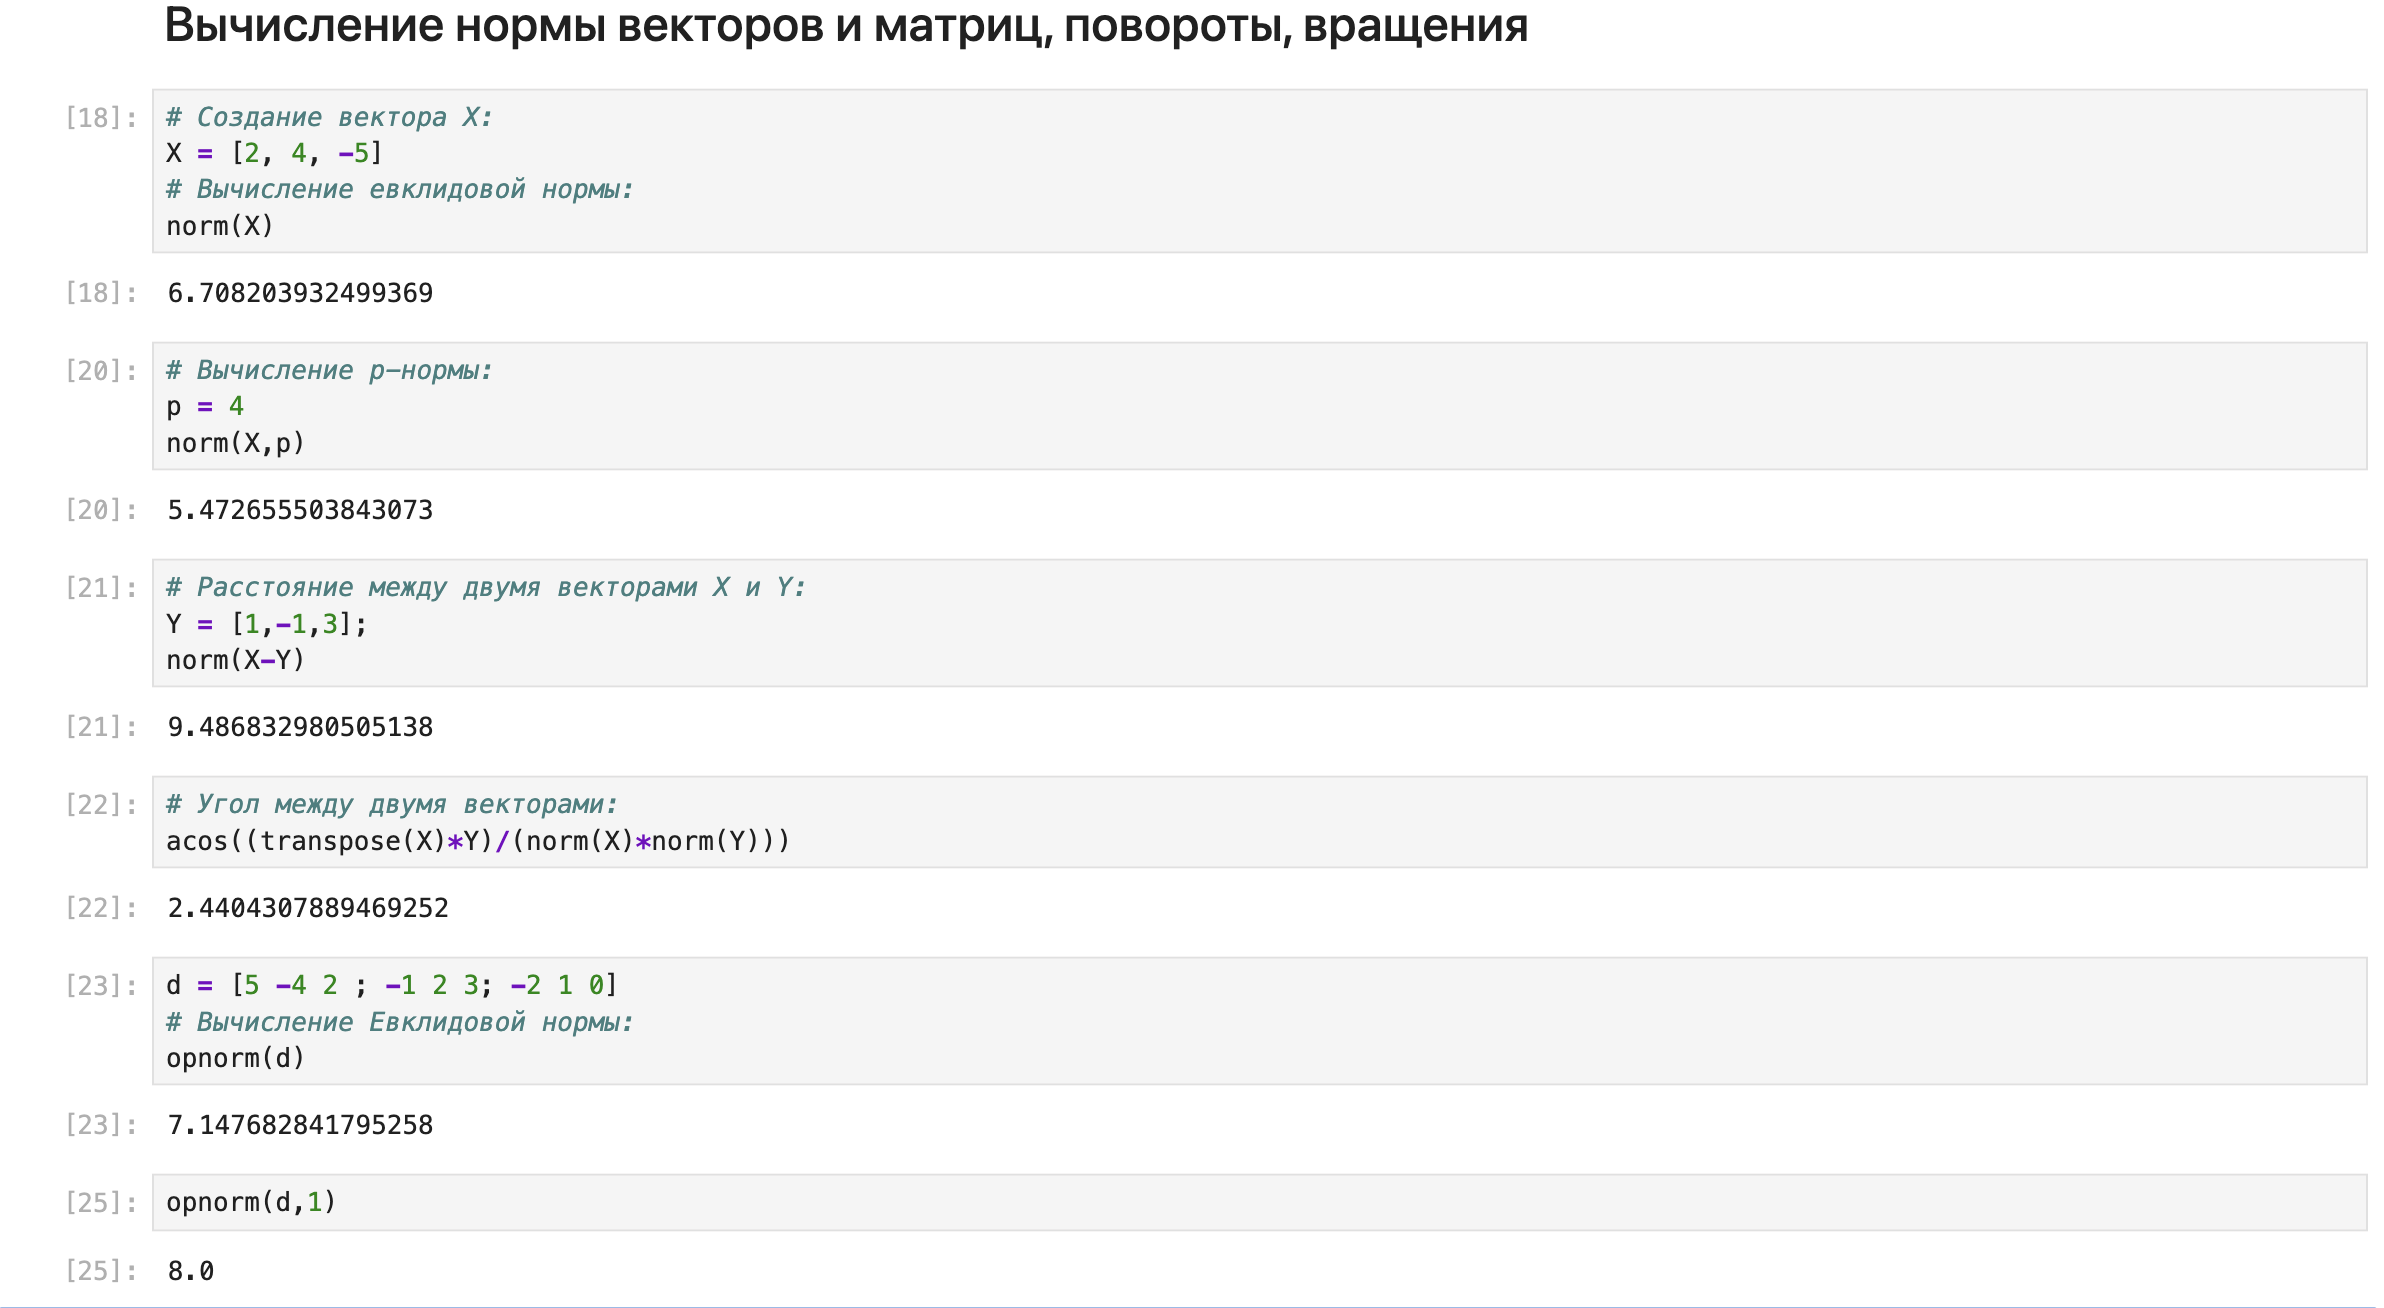 Вычисление нормы векторов и матриц, повороты, вращения
[18]: # Создание вектора X:
X = [2, 4, -5]
# Вычисление евклидовой нормы:
norm(X)
[18]: 6.708203932499369
[20]: # Вычисление p-нормы:
p = 4
norm(X,p)
[20]: 5.472655503843073
[21]: # Расстояние между двумя векторами X и Y:
Y = [1,-1,3];
norm(X-Y)
[21]: 9.486832980505138
[22]: # Угол между двумя векторами:
acos((transpose(X)*Y)/(norm(X)*norm(Y)))
[22]: 2.4404307889469252
[23]: d = [5 -4 2 ; -1 2 3; -2 1 0]
# Вычисление Евклидовой нормы:
opnorm(d)
[23]: 7.147682841795258
[25]: opnorm(d,1)
[25]: 8.0